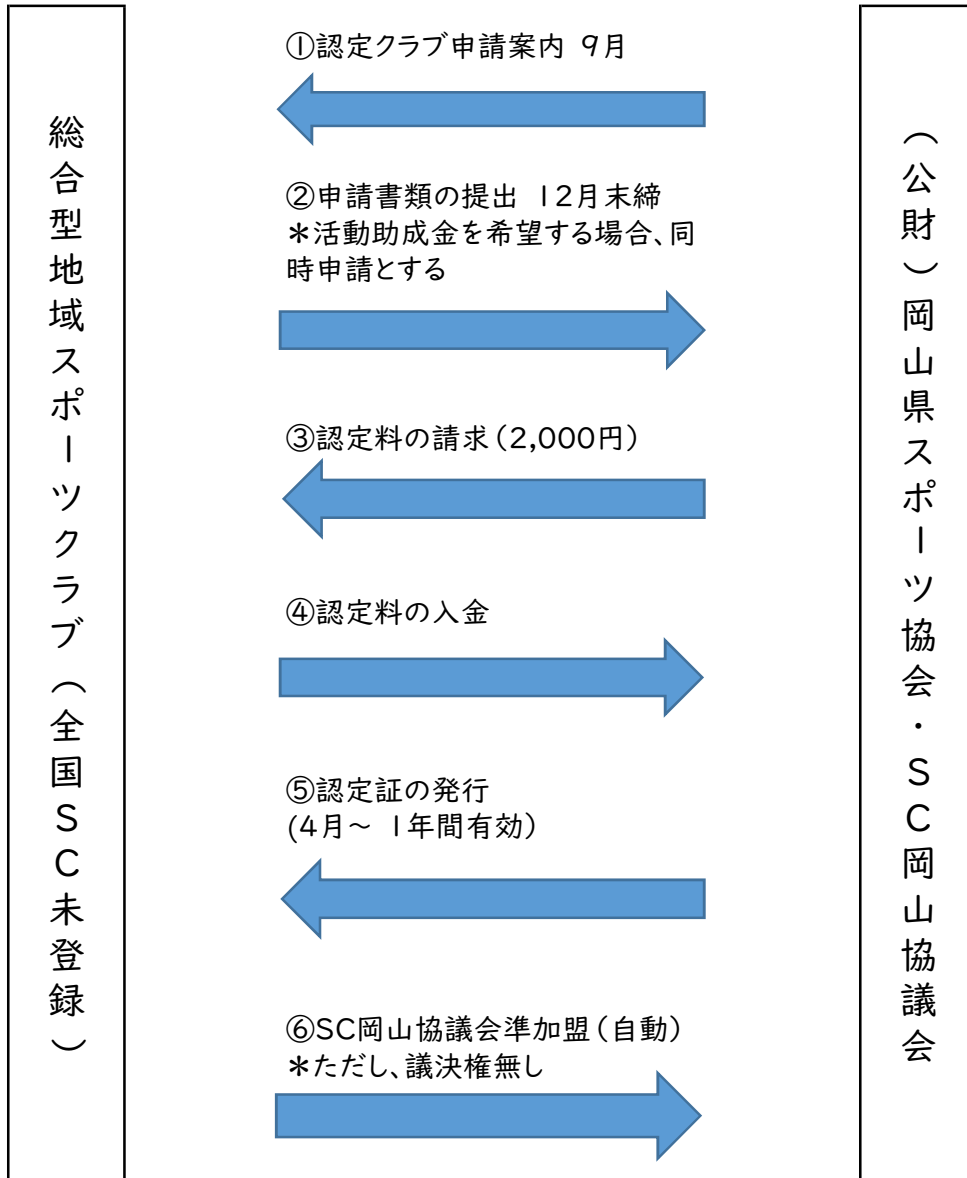 総合型地域スポーツクラブ（全国SC未登録）
①認定クラブ申請案内 9月
②申請書類の提出 12月末締
＊活動助成金を希望する場合、同
時申請とする
③認定料の請求（2,000円）
④認定料の入金
⑤認定証の発行
(4月～ 1年間有効）
⑥SC岡山協議会準加盟（自動）
＊ただし、議決権無し
（公財）岡山県スポーツ協会・SC岡山協議会